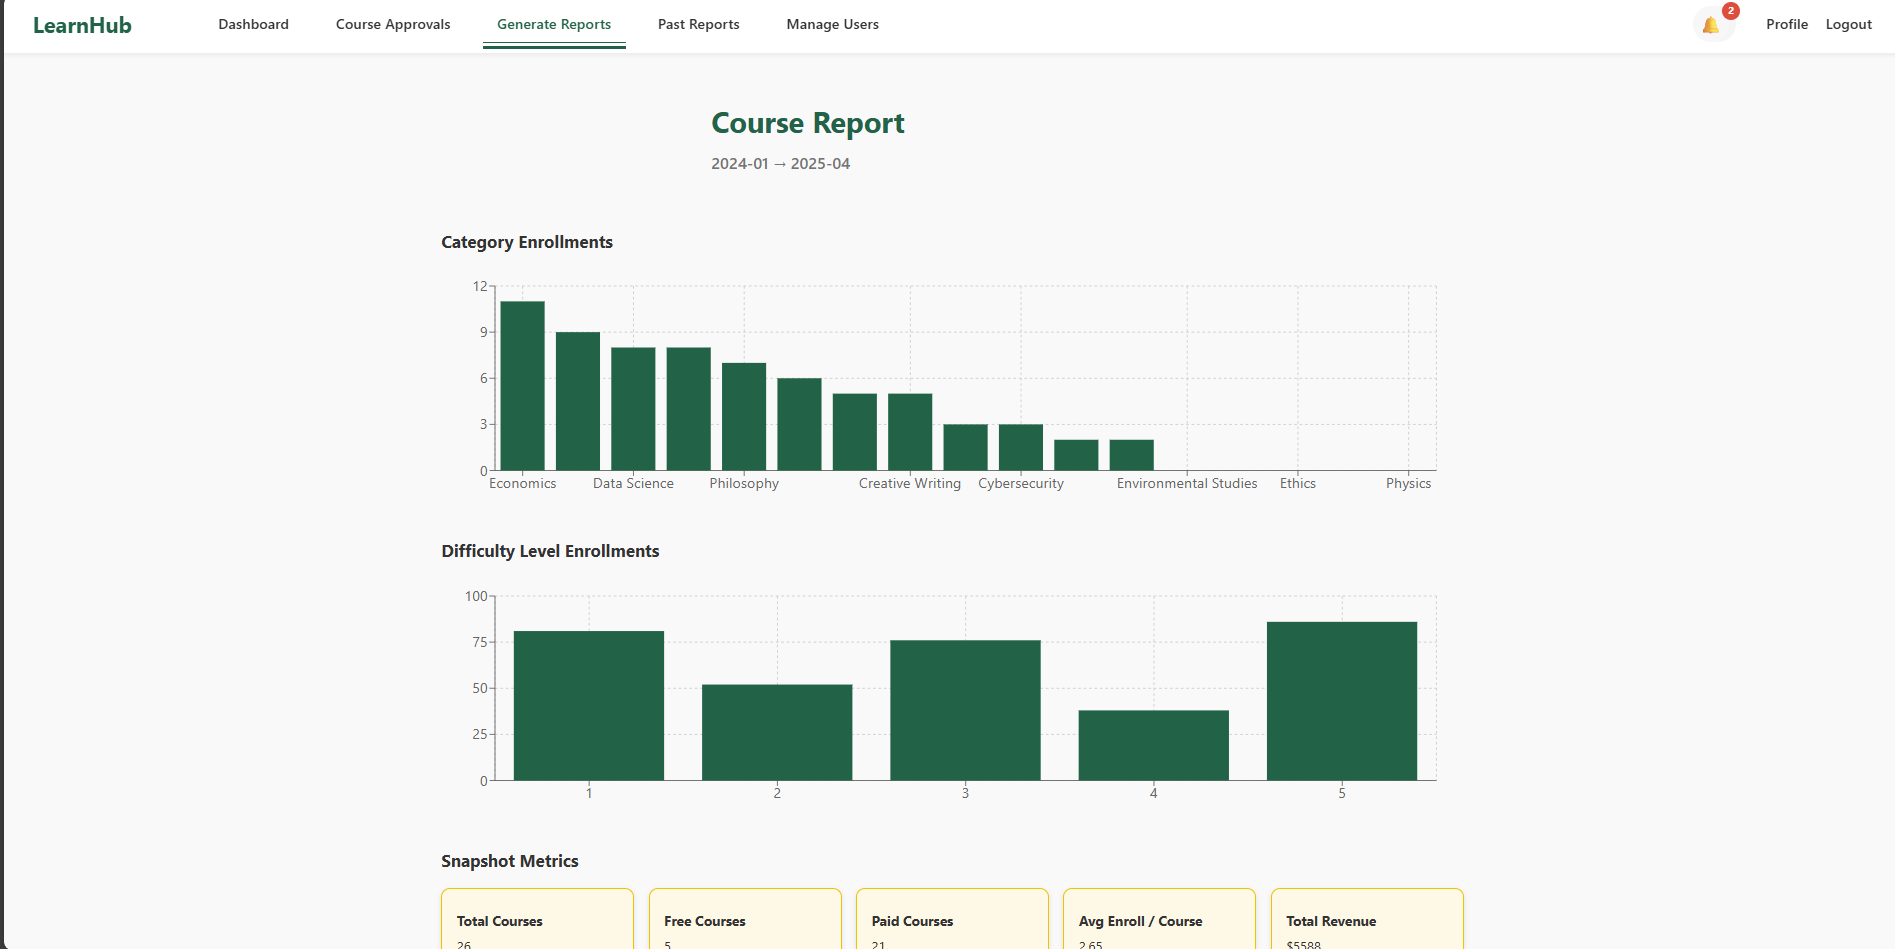 LearnHub Dashboard Course Approvals Generate Reports Past Reports Manage Users 2 Profile Logout
Course Report
2024-01 → 2025-04
Category Enrollments
12
9
6
3
0
Economics Data Science Philosophy Creative Writing Cybersecurity Environmental Studies Ethics Physics
Difficulty Level Enrollments
100
75
50
25
0
1 2 3 4 5
Snapshot Metrics
Total Courses Free Courses Paid Courses Avg Enroll / Course Total Revenue
26 5 21 2.65 $5588